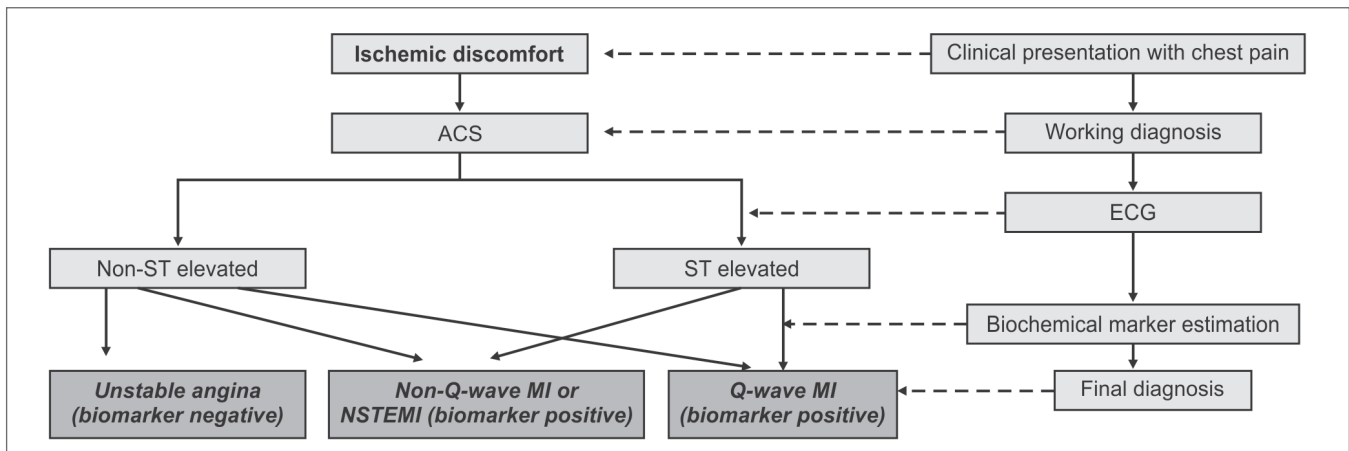 Ischemic discomfort
Clinical presentation with chest pain
ACS
Working diagnosis
ECG
Non-ST elevated
ST elevated
Biochemical marker estimation
Unstable angina
(biomarker negative)
Non-Q-wave MI or
NSTEMI (biomarker positive)
Q-wave MI
(biomarker positive)
Final diagnosis